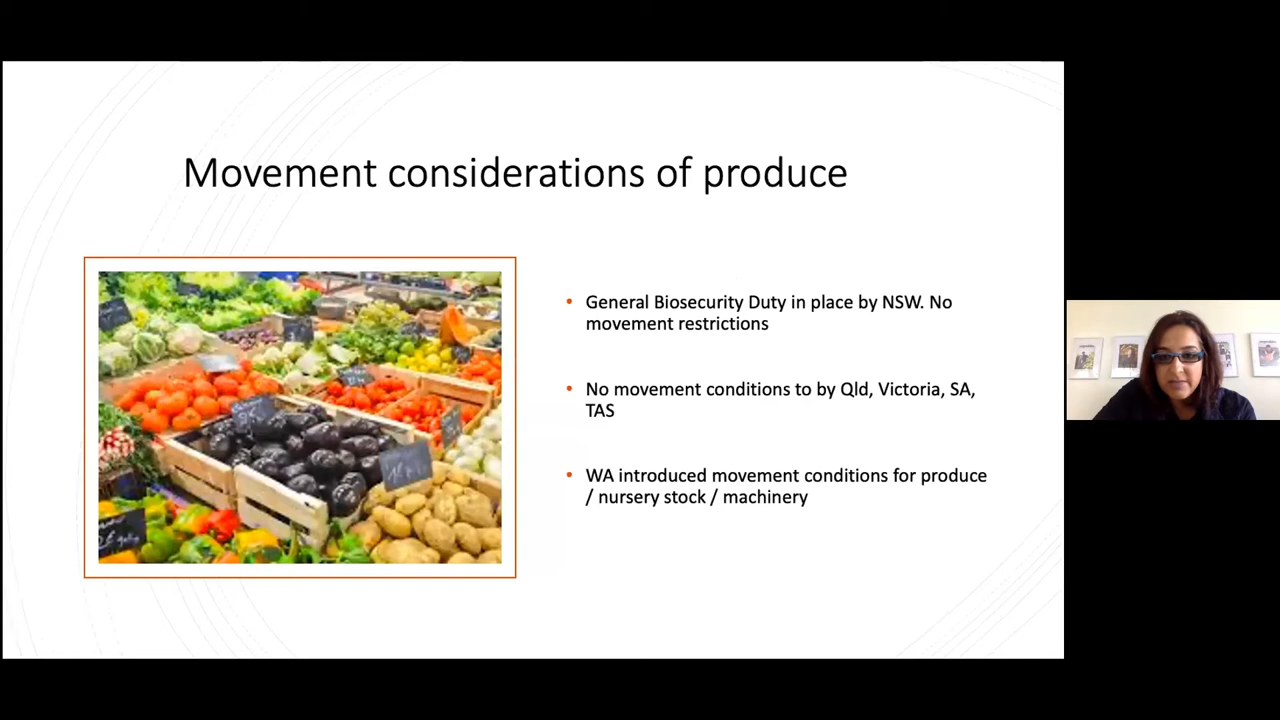 Movement considerations of produce
• General Biosecurity Duty in place by NSW. No
movement restrictions
• No movement conditions to by Qld, Victoria, SA,
TAS
• WA introduced movement conditions for produce
/ nursery stock / machinery